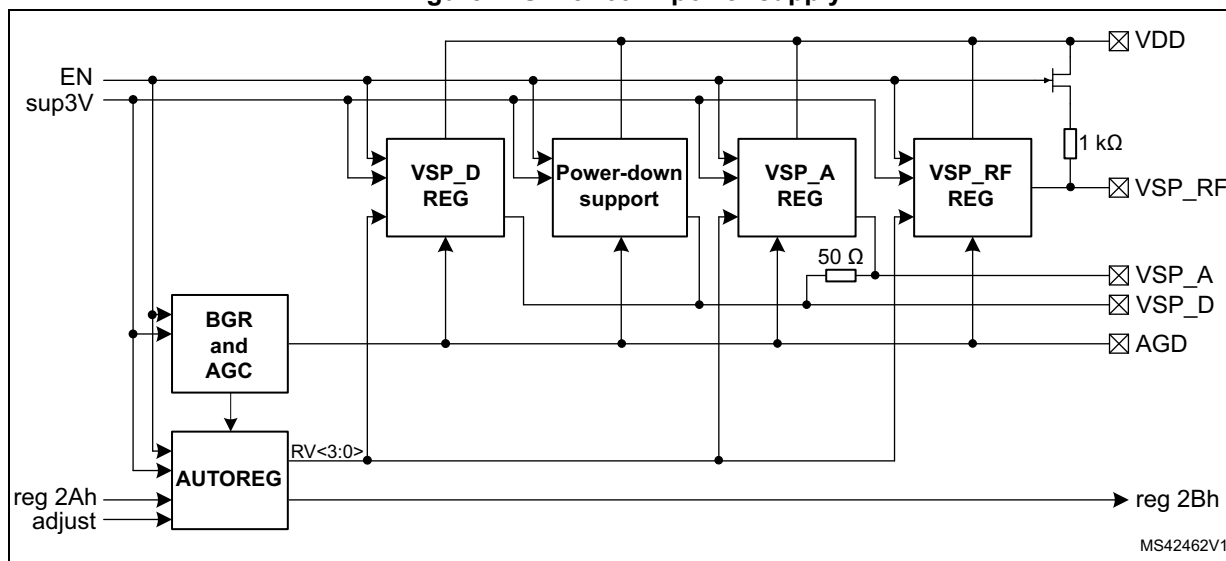 VDD
EN
sup3V
1 kΩ
VSP_D
REG
Power-down
support
VSP_A
REG
VSP_RF
REG
VSP_RF
50 Ω
VSP_A
VSP_D
BGR
and
AGC
AGD
RV<3:0>
AUTOREG
reg 2Ah
adjust
reg 2Bh
MS42462V1